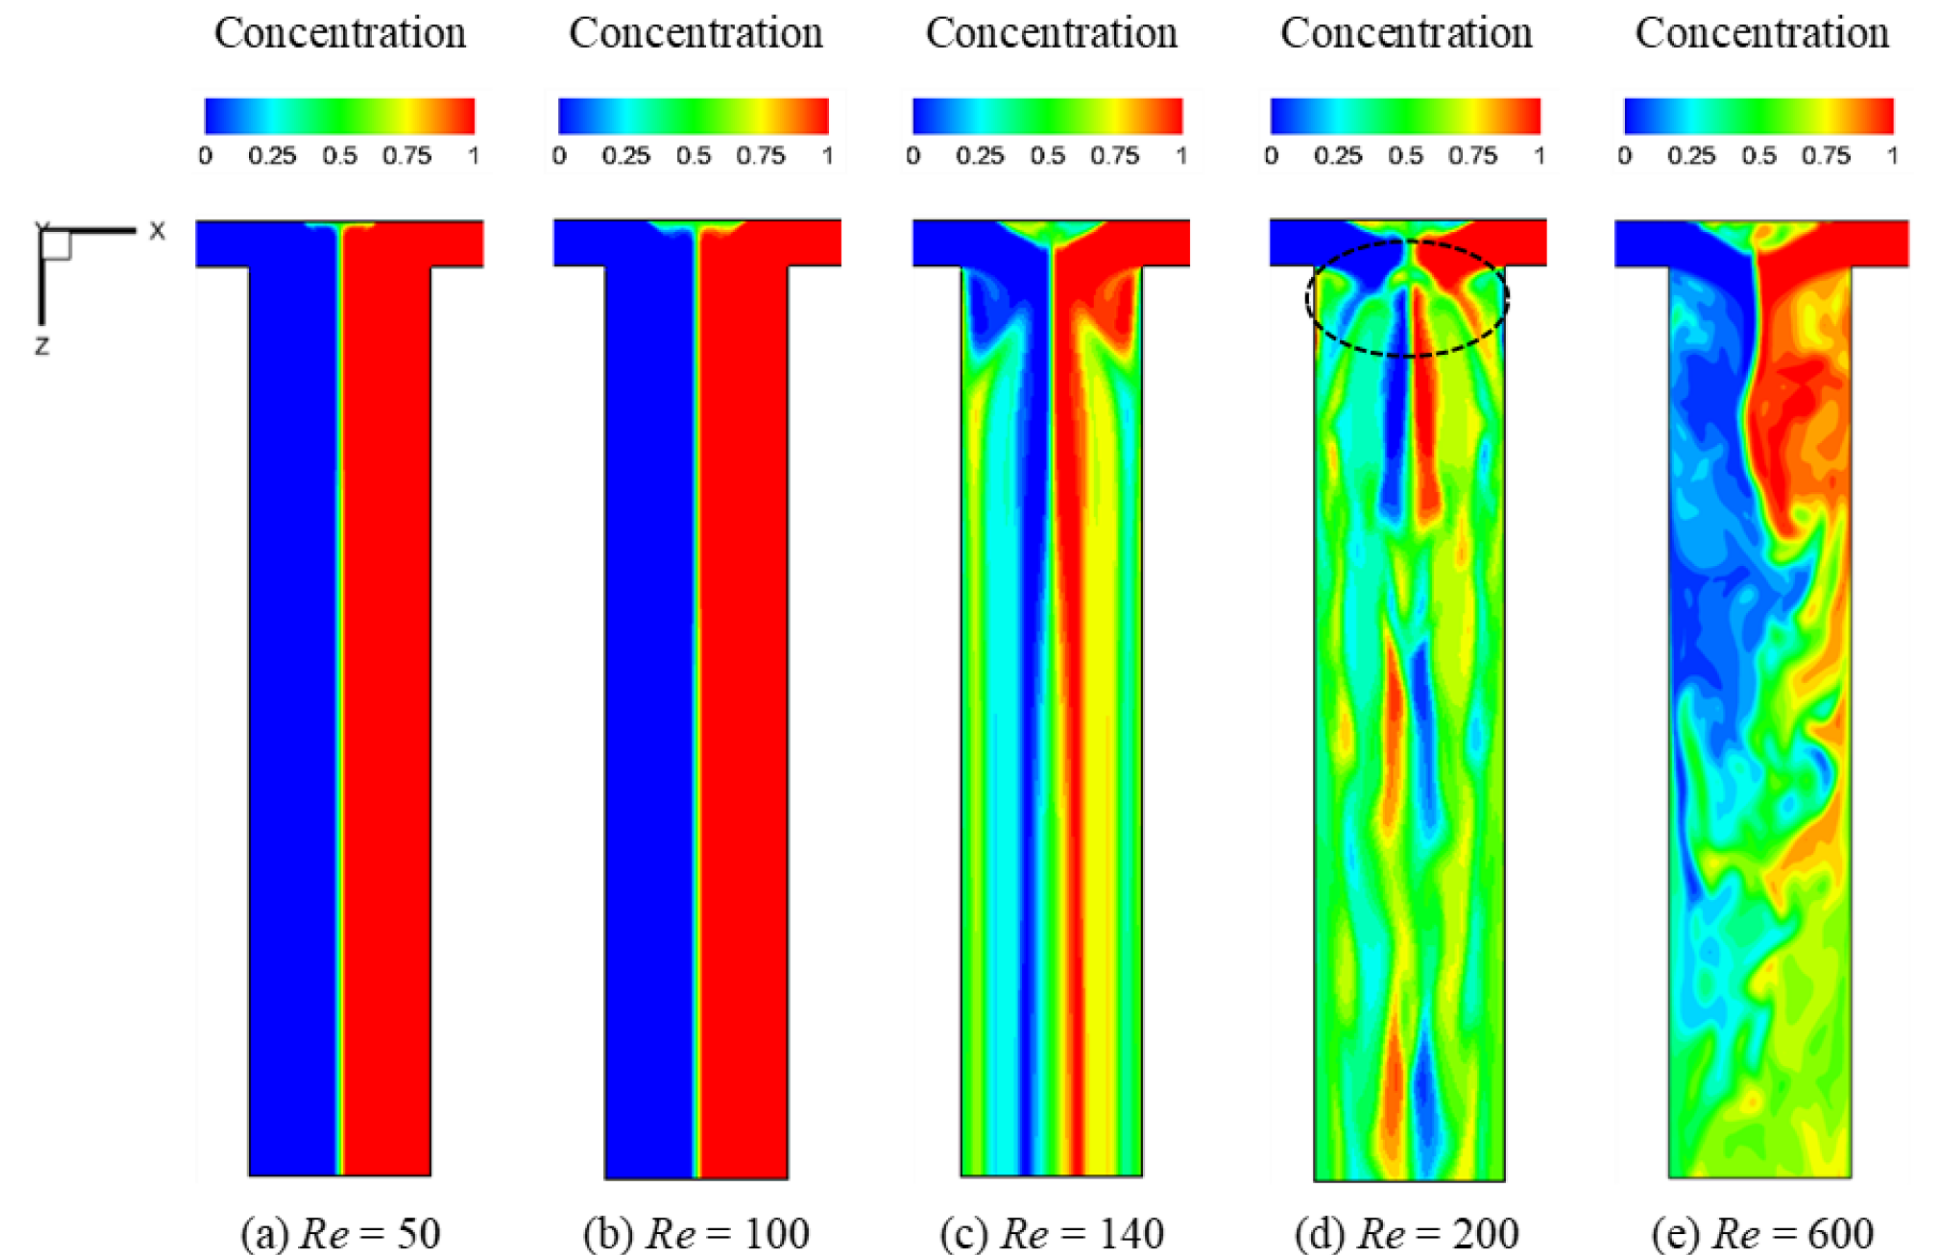 Concentration Concentration Concentration Concentration Concentration
0 0.25 0.5 0.75 1 0 0.25 0.5 0.75 1 0 0.25 0.5 0.75 1 0 0.25 0.5 0.75 1 0 0.25 0.5 0.75 1
Y X
Z
(a) Re = 50 (b) Re = 100 (c) Re = 140 (d) Re = 200 (e) Re = 600